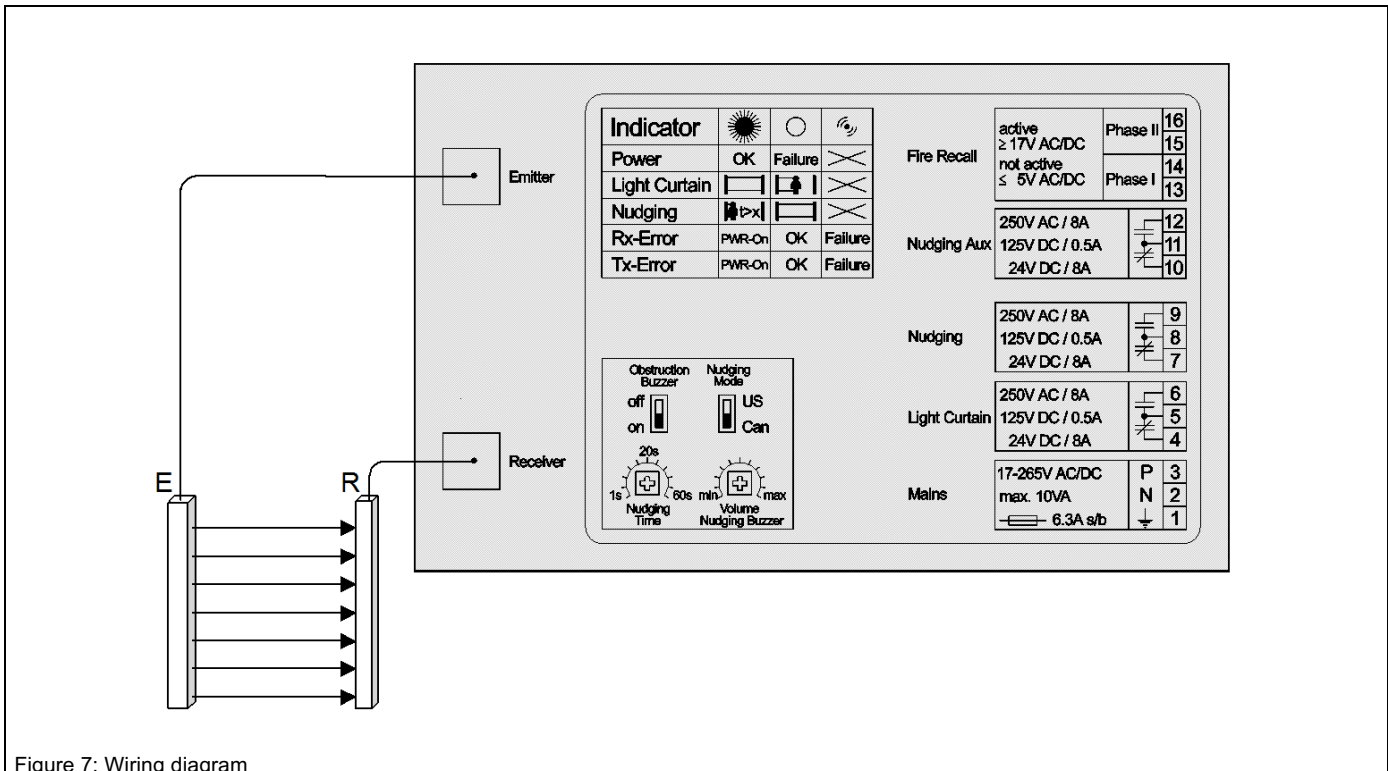 E
R
Emitter
Receiver
Indicator
Power OK Failure
Light Curtain
Nudging t>x
Rx-Error PWR-On OK Failure
Tx-Error PWR-On OK Failure
Obstruction Buzzer
off
on
Nudging Mode
US
Can
20s
1s 60s
Nudging Time
min max
Volume
Nudging Buzzer
Fire Recall
active
≥ 17V AC/DC
not active
≤ 5V AC/DC
Phase II 16
15
Phase I 14
13
Nudging Aux
250V AC / 8A 12
125V DC / 0.5A 11
24V DC / 8A 10
Nudging
250V AC / 8A 9
125V DC / 0.5A 8
24V DC / 8A 7
Light Curtain
250V AC / 8A 6
125V DC / 0.5A 5
24V DC / 8A 4
Mains
17-265V AC/DC P 3
max. 10VA N 2
6.3A s/b 1
Figure 7: Wiring diagram